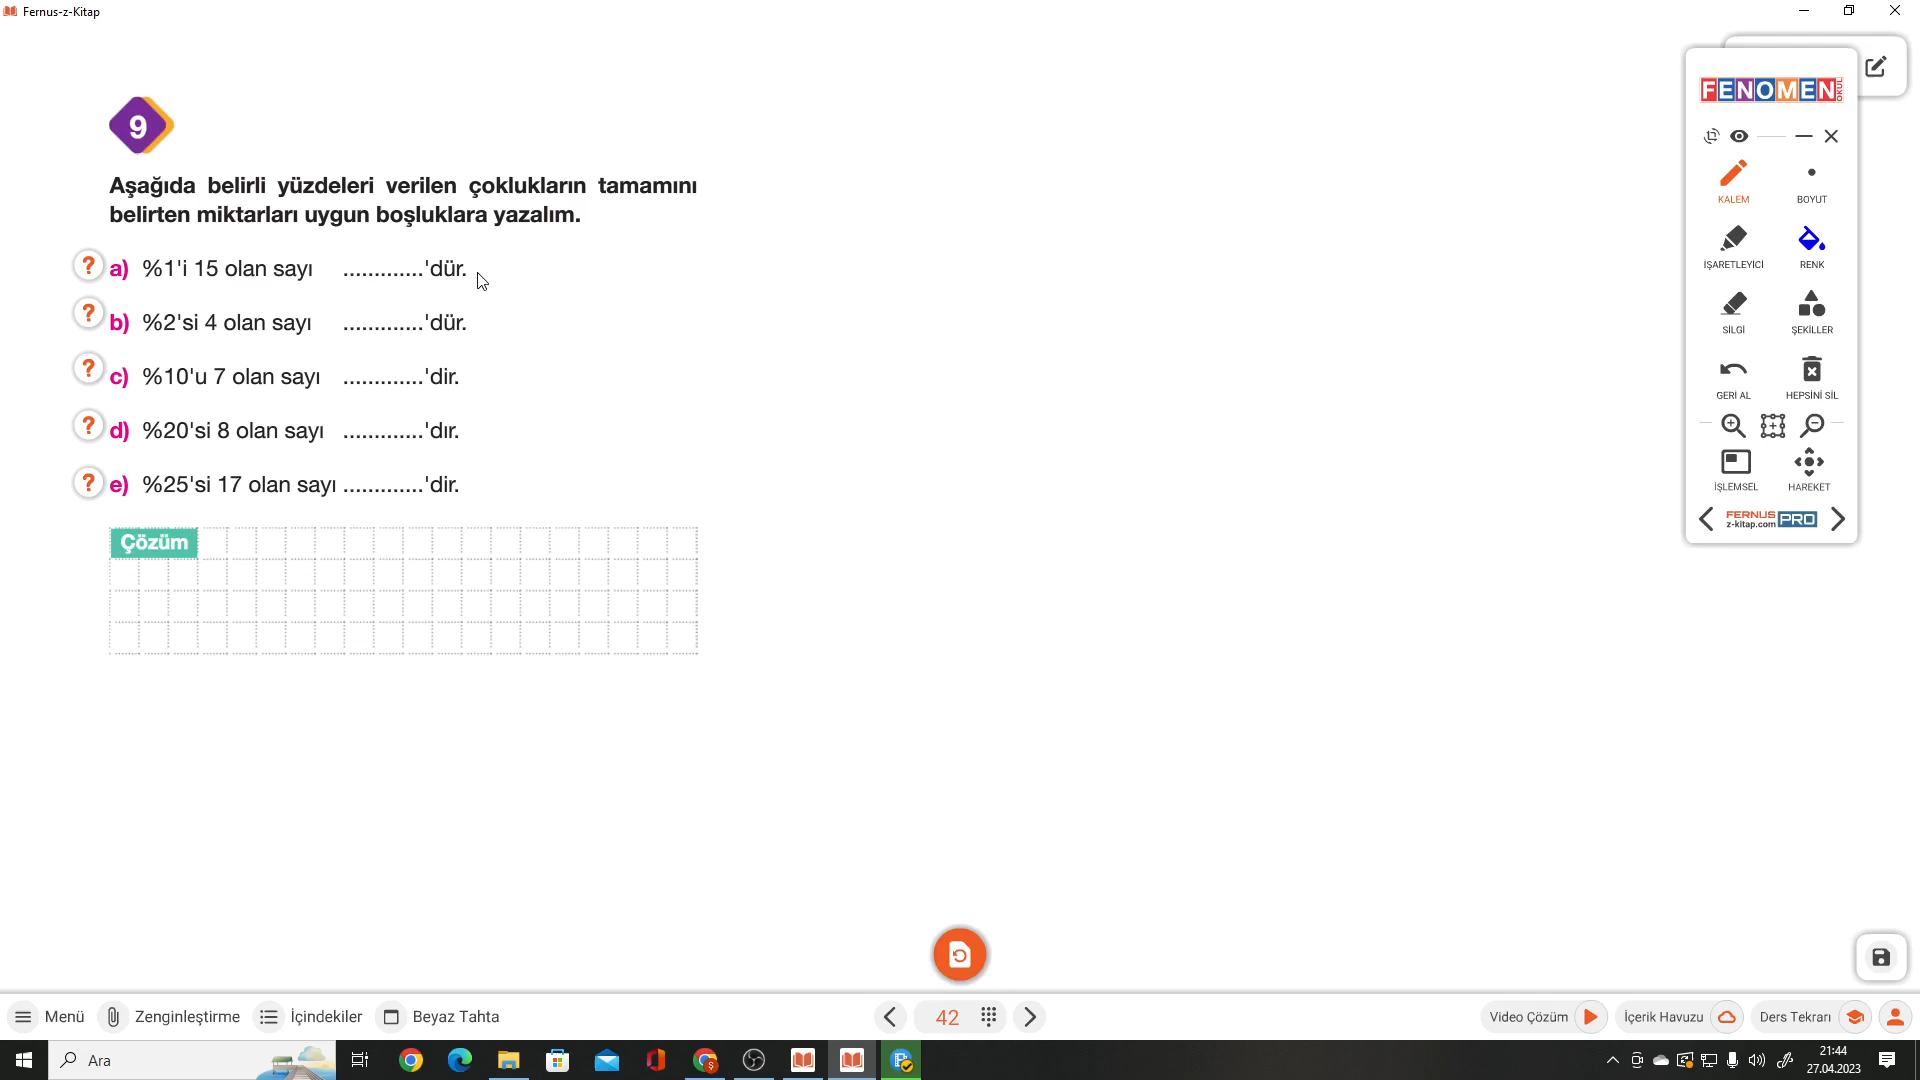 Fernus-z-Kitap
9
Aşağıda belirli yüzdeleri verilen çoklukların tamamını
belirten miktarları uygun boşluklara yazalım.
? a) %1'i 15 olan sayı .............'dür.
? b) %2'si 4 olan sayı .............'dür.
? c) %10'u 7 olan sayı .............'dir.
? d) %20'si 8 olan sayı .............'dır.
? e) %25'si 17 olan sayı .............'dir.
Çözüm
FENOMEN OKUL
KALEM BOYUT
İŞARETLEYİCİ RENK
SİLGİ ŞEKİLLER
GERİ AL HEPSİNİ SİL
İŞLEMSEL HAREKET
FERNUS
z-kitap.com PRO
Menü Zenginleştirme İçindekiler Beyaz Tahta 42 Video Çözüm İçerik Havuzu Ders Tekrarı
Ara
21:44
27.04.2023